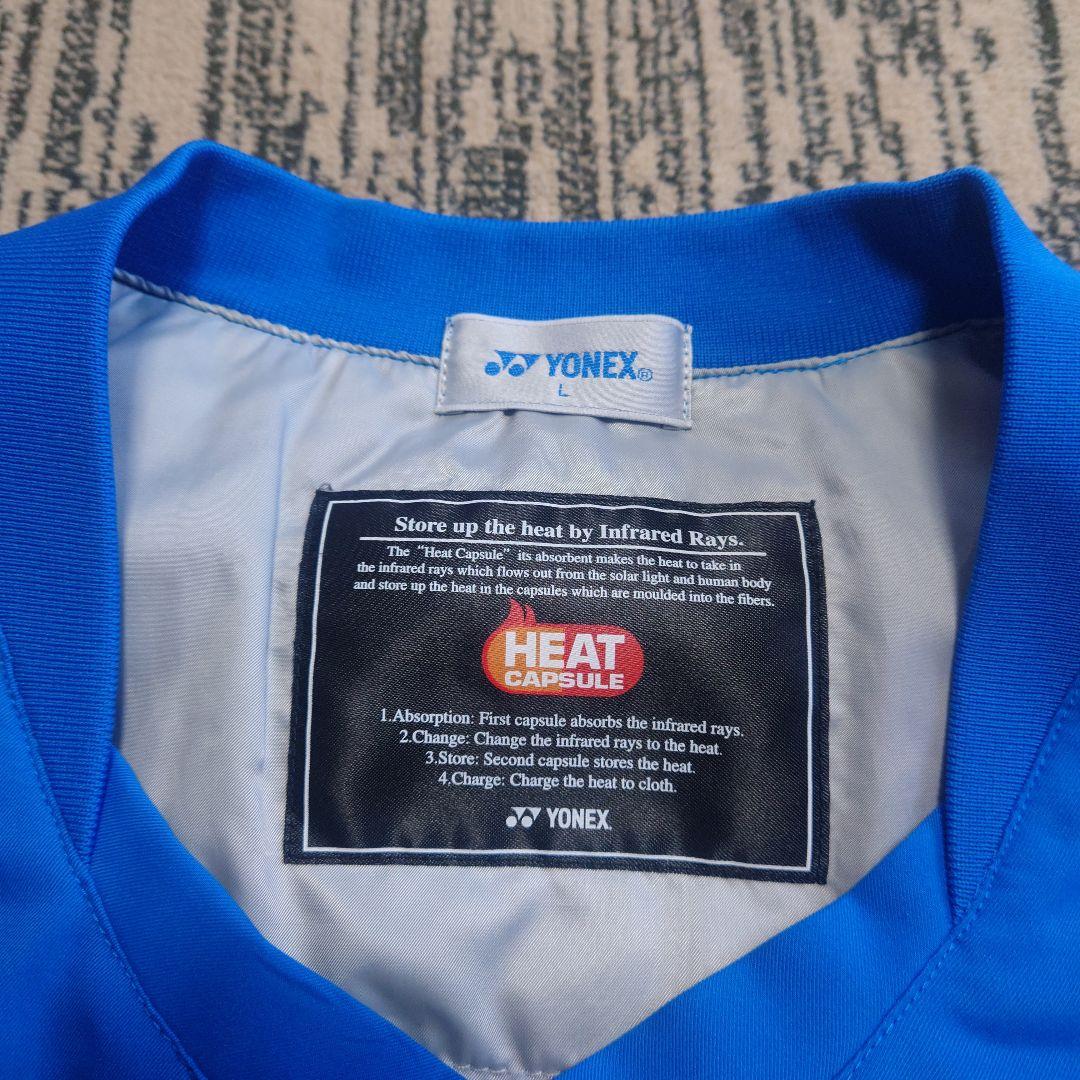 YONEX®
L
Store up the heat by Infrared Rays.
The “Heat Capsule” its absorbent makes the heat to take in
the infrared rays which flows out from the solar light and human body
and store up the heat in the capsules which are moulded into the fibers.
HEAT
CAPSULE
1.Absorption: First capsule absorbs the infrared rays.
2.Change: Change the infrared rays to the heat.
3.Store: Second capsule stores the heat.
4.Charge: Charge the heat to cloth.
YONEX.